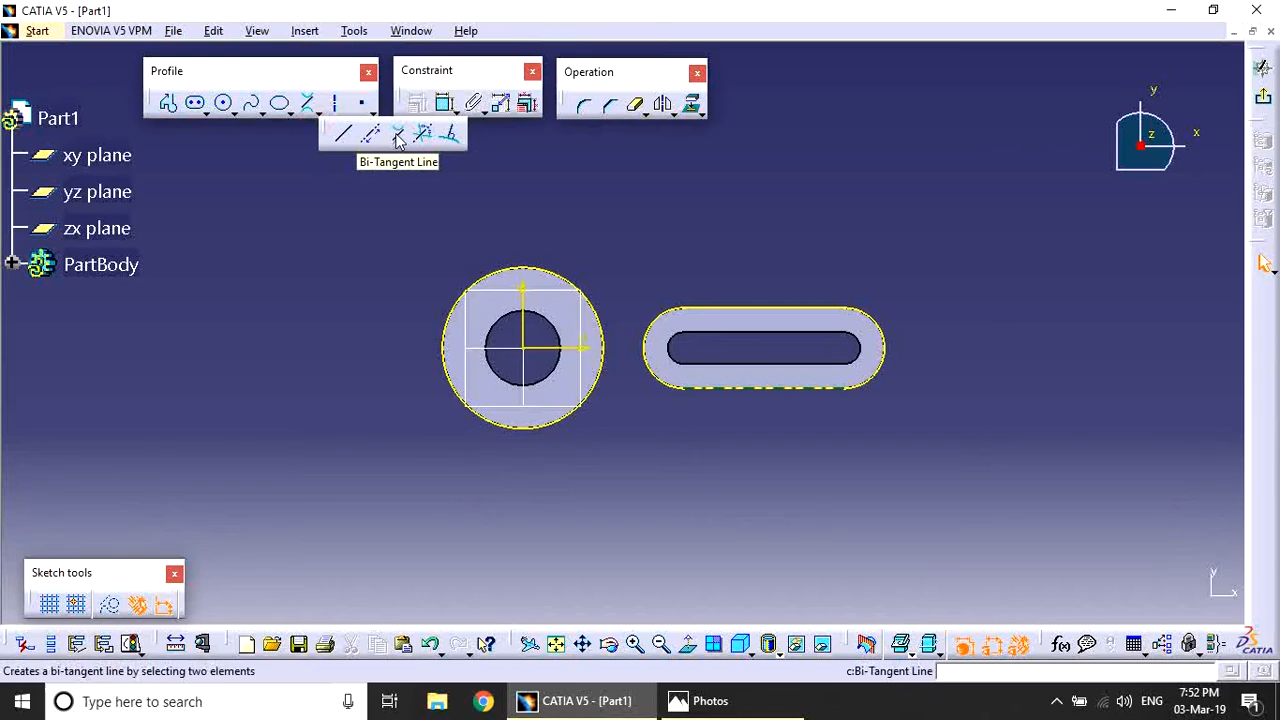 CATIA V5 - [Part1]
Start ENOVIA V5 VPM File Edit View Insert Tools Window Help
Profile
Constraint
Operation
Bi-Tangent Line
Part1
xy plane
yz plane
zx plane
PartBody
y
x
z
Sketch tools
y
x
CATIA
Creates a bi-tangent line by selecting two elements
c:Bi-Tangent Line
Type here to search
CATIA V5 - [Part1]
Photo
ENG
7:52 PM
03-Mar-19